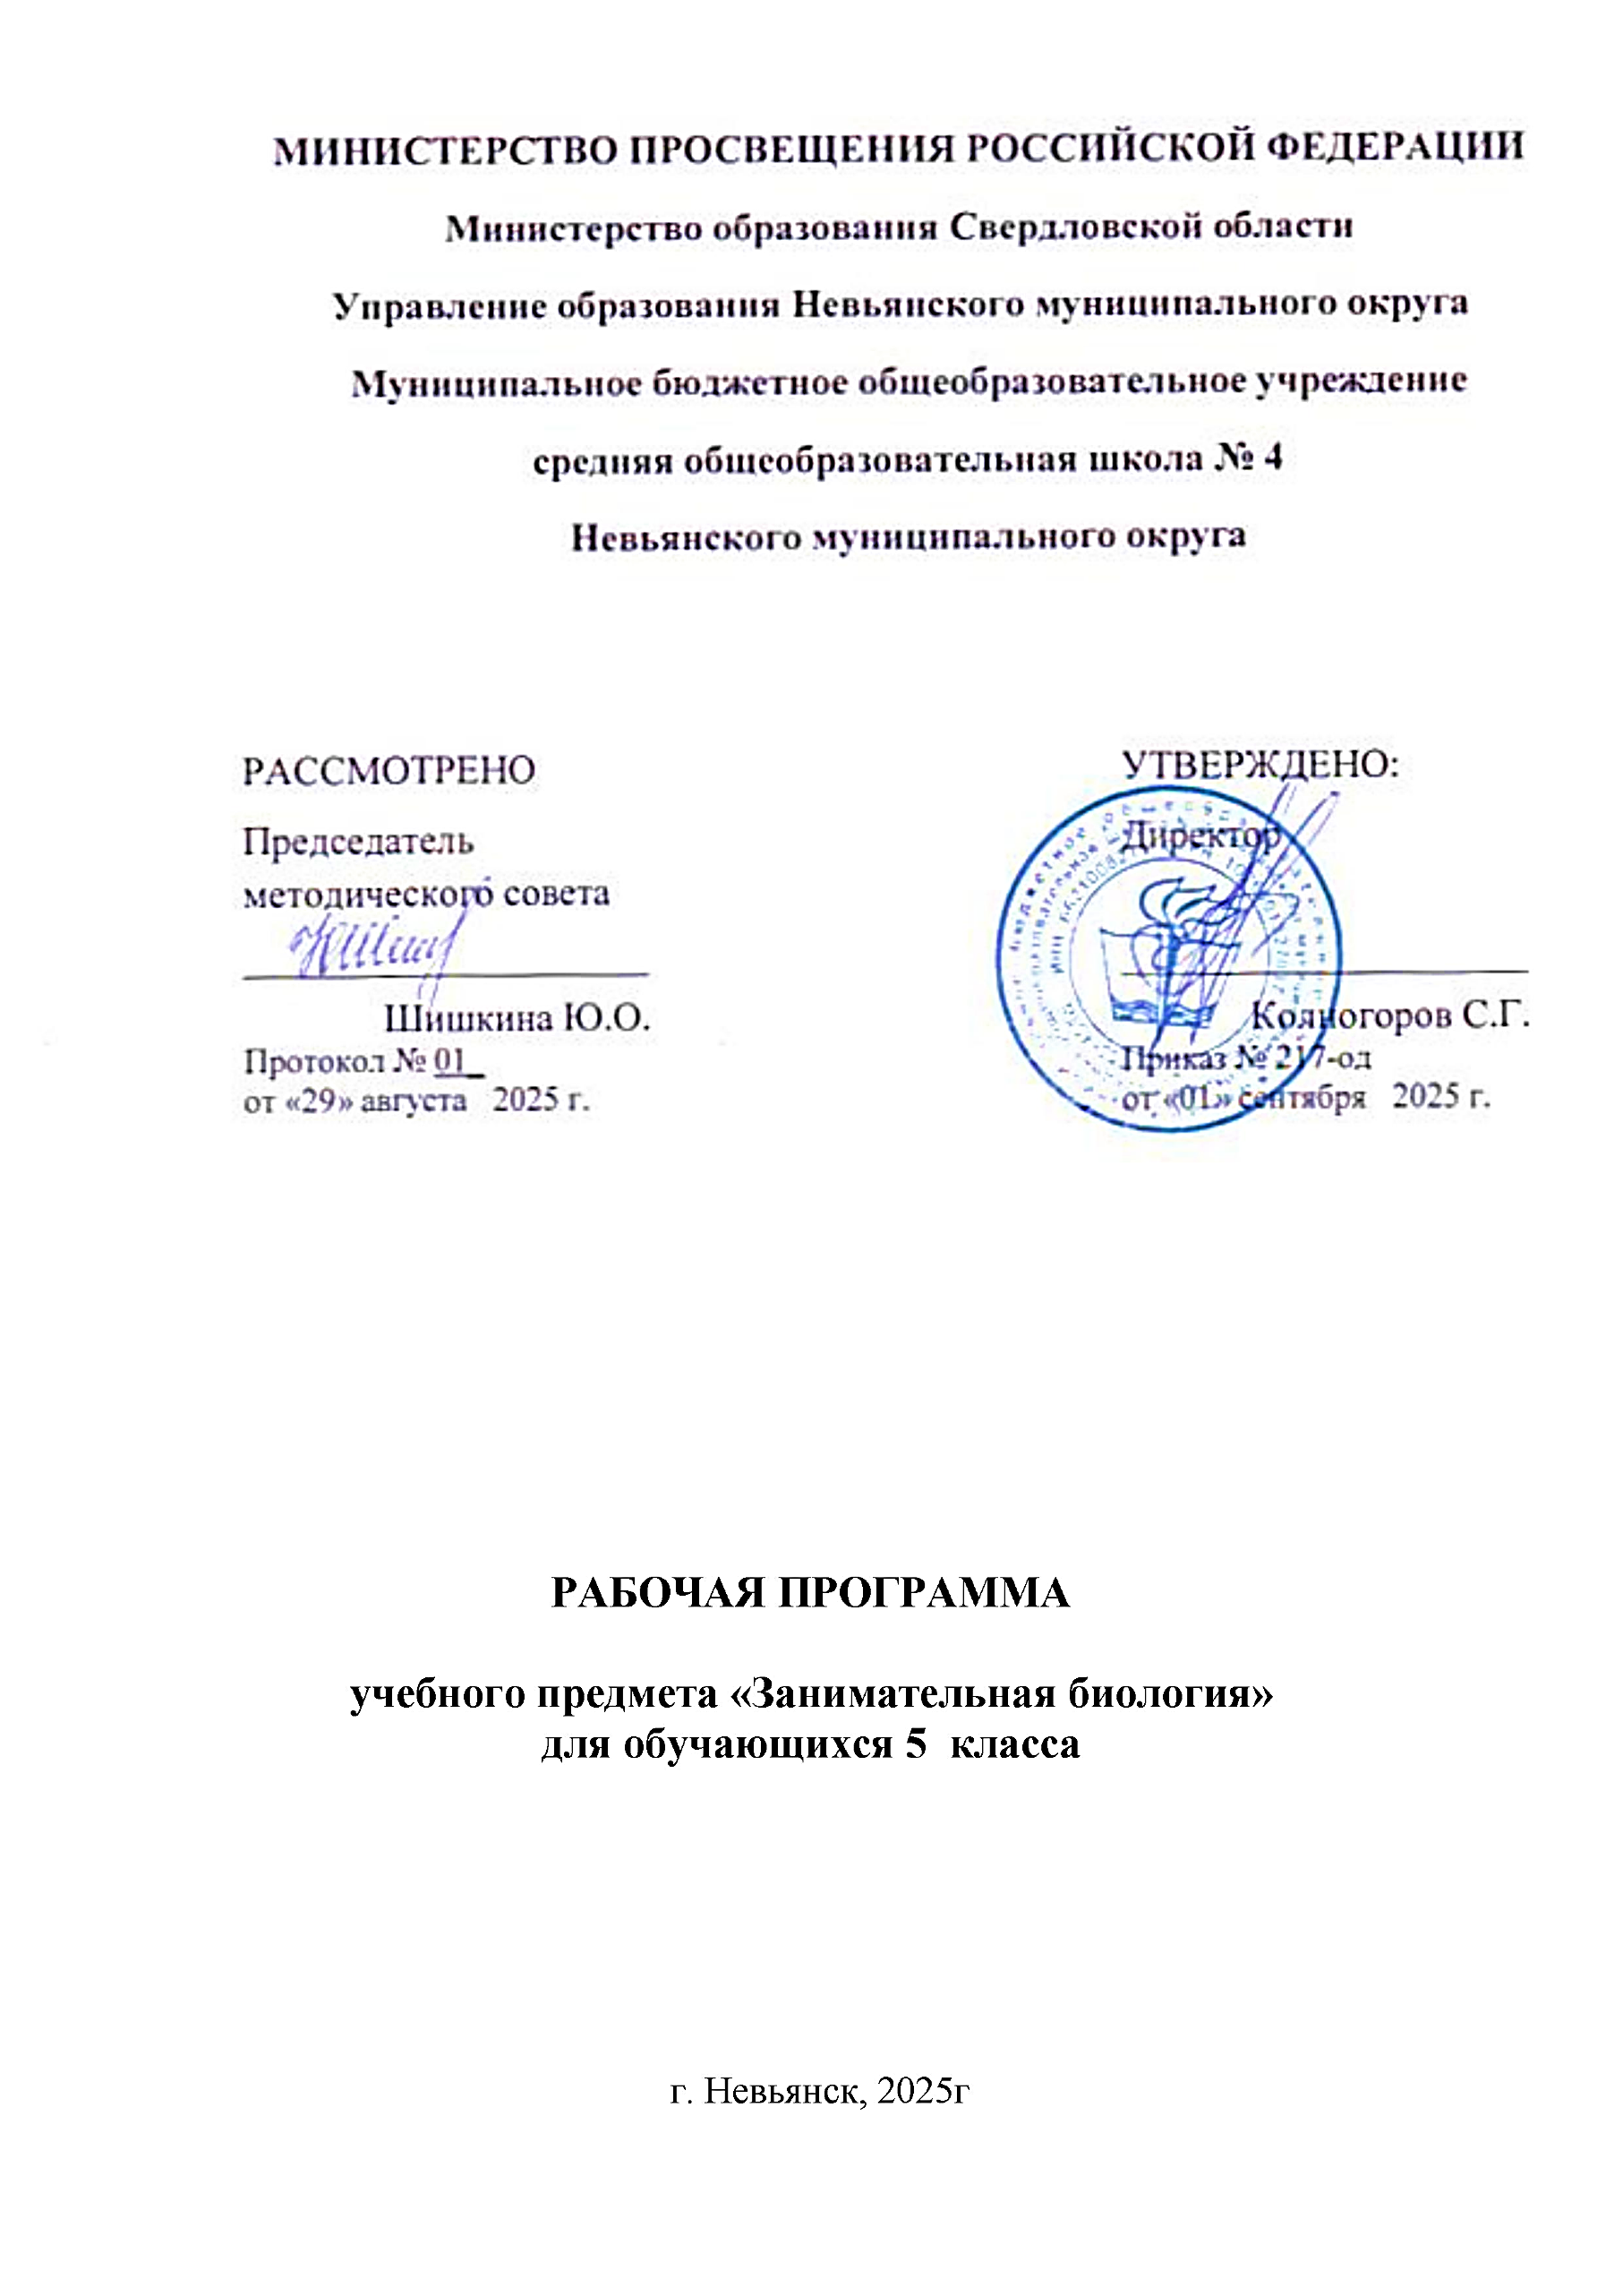 МИНИСТЕРСТВО ПРОСВЕЩЕНИЯ РОССИЙСКОЙ ФЕДЕРАЦИИ
Министерство образования Свердловской области
Управление образования Невьянского муниципального округа
Муниципальное бюджетное общеобразовательное учреждение
средняя общеобразовательная школа № 4
Невьянского муниципального округа
РАССМОТРЕНО
Председатель
методического совета
Шишкина Ю.О.
Протокол № 01_
от «29» августа 2025 г.
УТВЕРЖДЕНО:
Директор
Колногоров С.Г.
Приказ № 217-од
от «01» сентября 2025 г.
РАБОЧАЯ ПРОГРАММА
учебного предмета «Занимательная биология»
для обучающихся 5 класса
г. Невьянск, 2025г